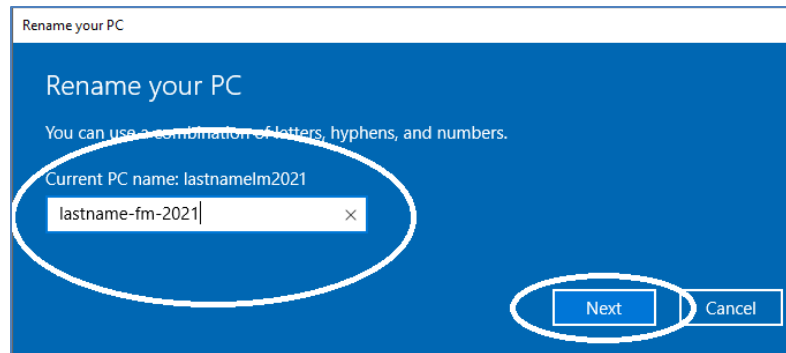 Rename your PC
Rename your PC
You can use a combination of letters, hyphens, and numbers.
Current PC name: lastnamelm2021
lastname-fm-2021
Next
Cancel